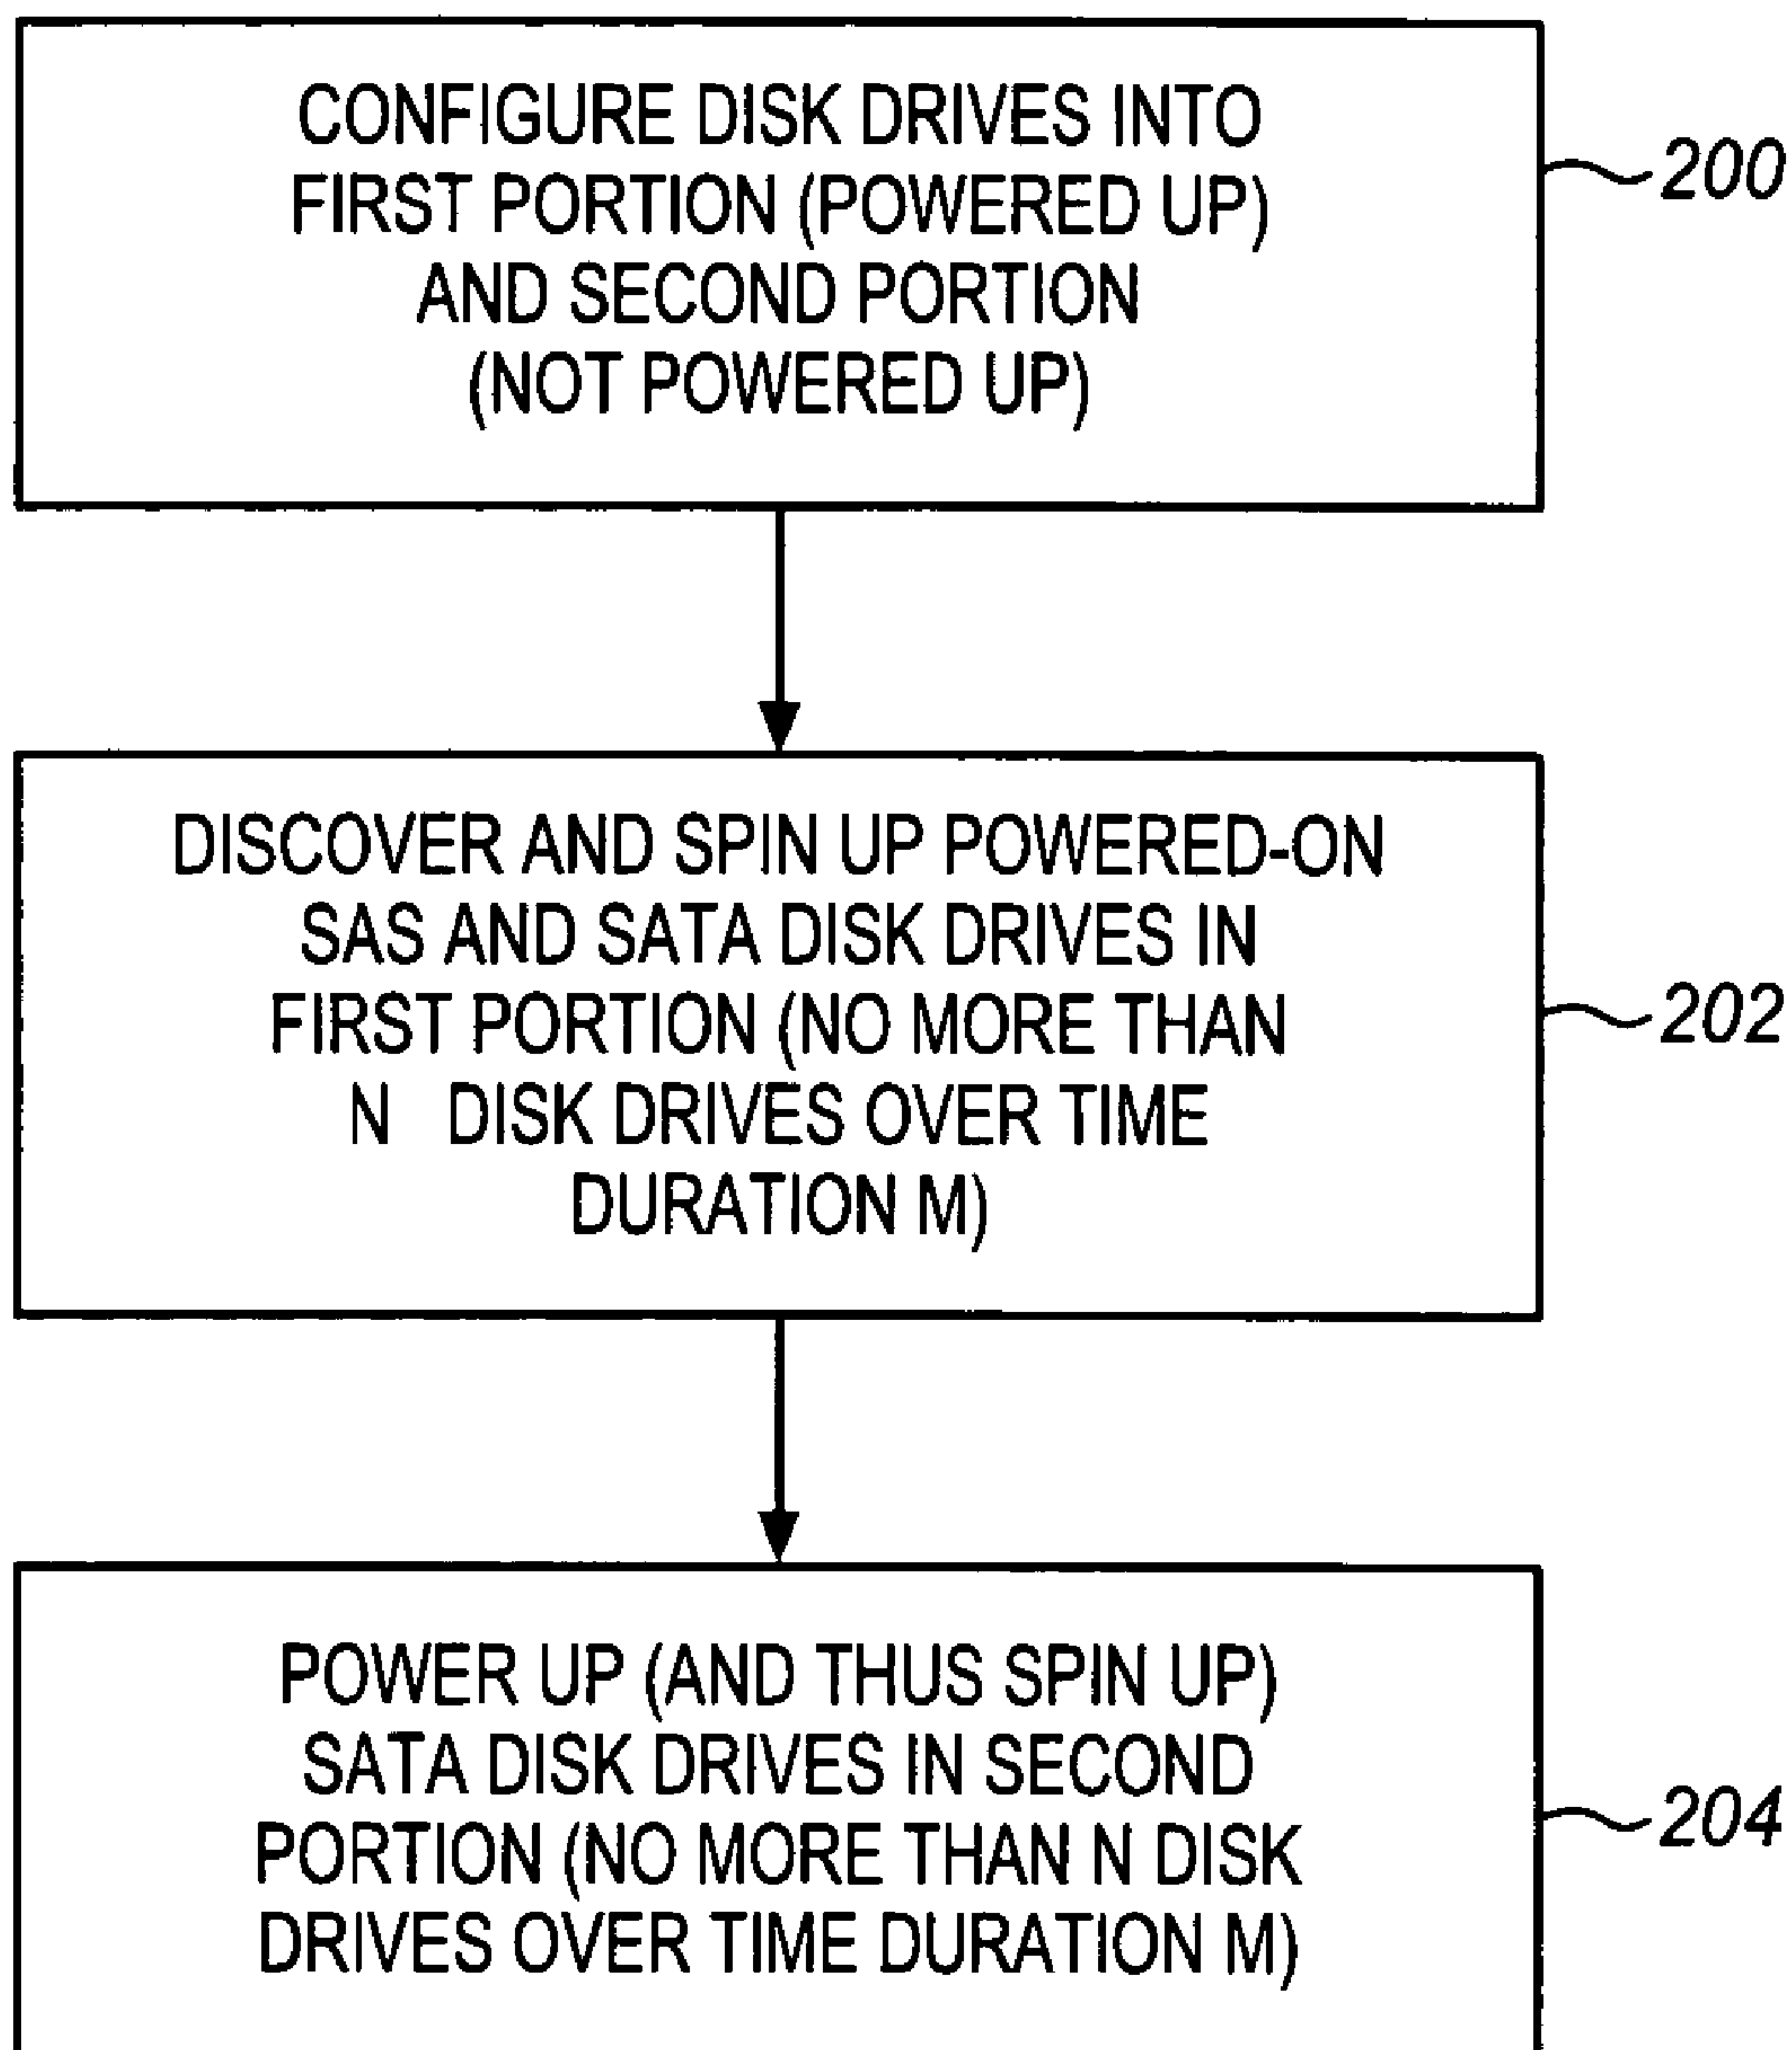 CONFIGURE DISK DRIVES INTO
FIRST PORTION (POWERED UP)
AND SECOND PORTION
(NOT POWERED UP)
200
DISCOVER AND SPIN UP POWERED-ON
SAS AND SATA DISK DRIVES IN
FIRST PORTION (NO MORE THAN
N DISK DRIVES OVER TIME
DURATION M)
202
POWER UP (AND THUS SPIN UP)
SATA DISK DRIVES IN SECOND
PORTION (NO MORE THAN N DISK
DRIVES OVER TIME DURATION M)
204